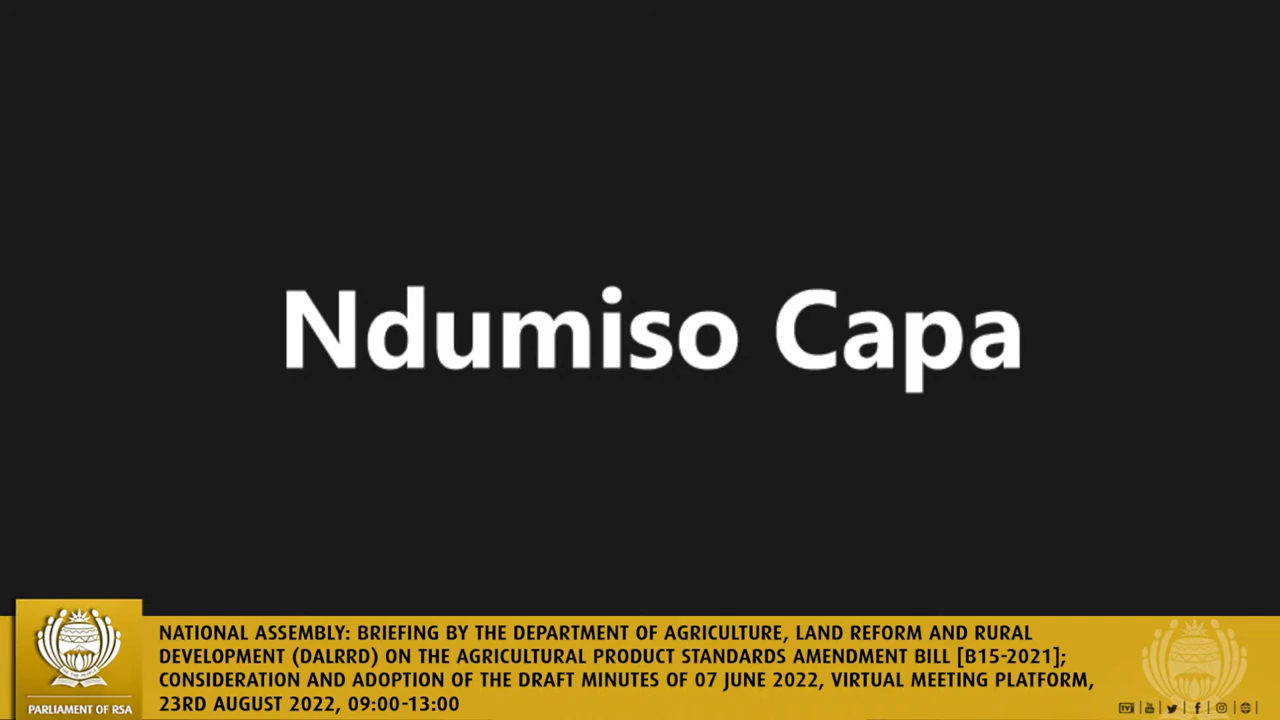 Ndumiso Capa
NATIONAL ASSEMBLY: BRIEFING BY THE DEPARTMENT OF AGRICULTURE, LAND REFORM AND RURAL
DEVELOPMENT (DALRRD) ON THE AGRICULTURAL PRODUCT STANDARDS AMENDMENT BILL [B15-2021];
CONSIDERATION AND ADOPTION OF THE DRAFT MINUTES OF 07 JUNE 2022, VIRTUAL MEETING PLATFORM,
23RD AUGUST 2022, 09:00-13:00
PARLIAMENT OF RSA